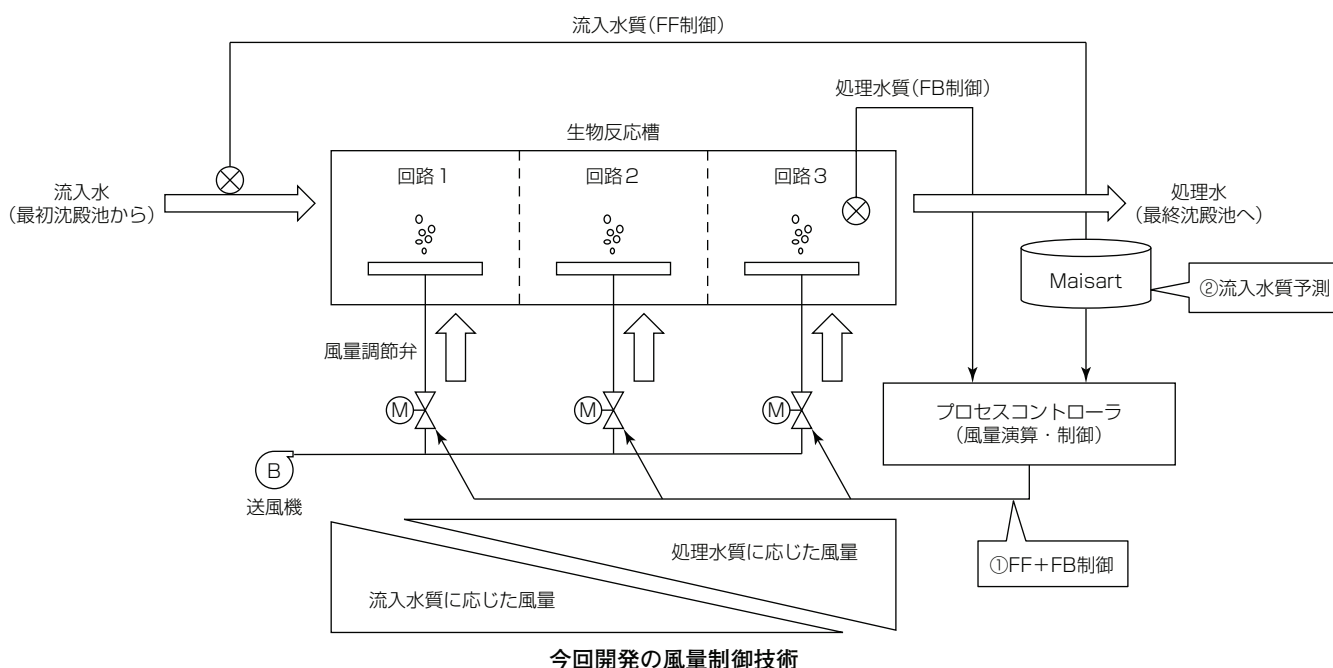 流入水質(FF制御)
処理水質(FB制御)
生物反応槽
回路1
回路2
回路3
流入水
(最初沈殿池から)
処理水
(最終沈殿池へ)
Maisart
②流入水質予測
風量調節弁
M
M
M
プロセスコントローラ
(風量演算・制御)
B
送風機
処理水質に応じた風量
①FF+FB制御
流入水質に応じた風量
今回開発の風量制御技術